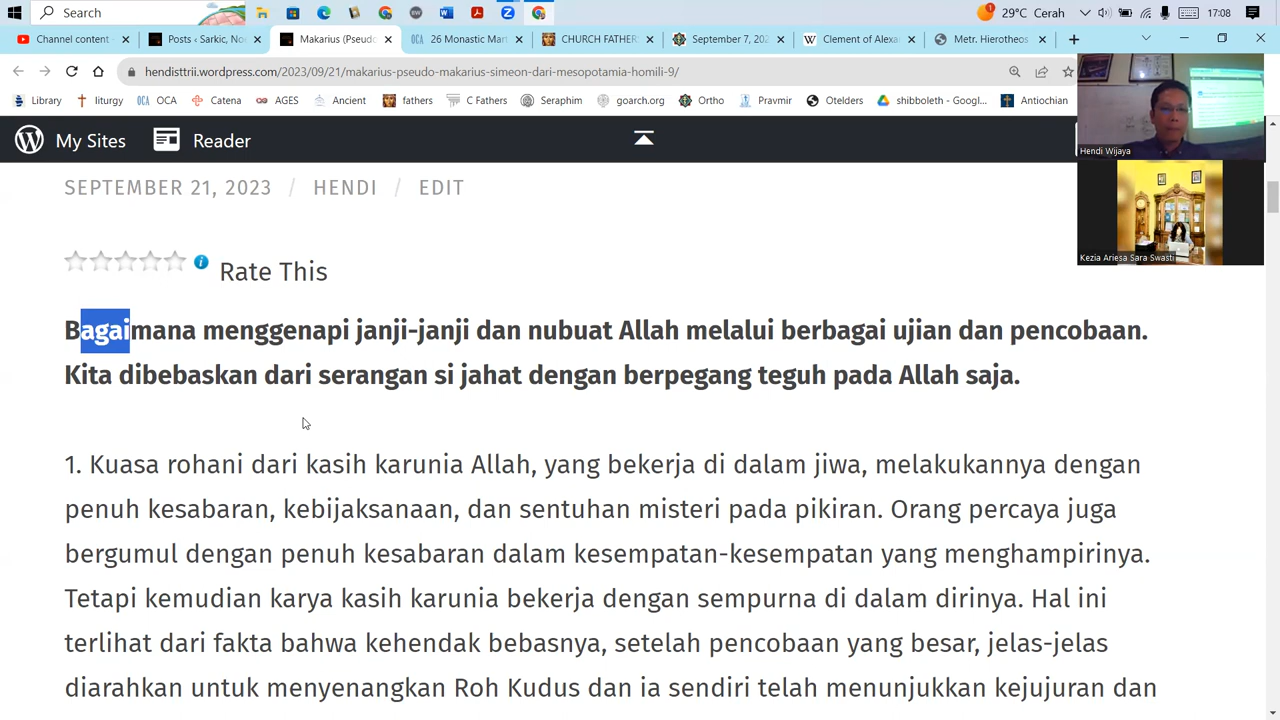 Search
29°C Cerah
17:08
Channel content
Posts ‹ Sarkic, Noe
Makarius (Pseudo
26 Monastic Mart
CHURCH FATHER
September 7, 202
Clement of Alexa
Metr. Hierotheos
hendisttrii.wordpress.com/2023/09/21/makarius-pseudo-makarius-simeon-dari-mesopotamia-homili-9/
Library
liturgy
OCA
Catena
AGES
Ancient
fathers
C Fathers
Seraphim
goarch.org
Ortho
Pravmir
Otelders
shibboleth - Googl...
Antiochian
My Sites
Reader
Hendi Wijaya
SEPTEMBER 21, 2023 / HENDI / EDIT
Kezia Ariesa Sara Swasti
Rate This
Bagaimana menggenapi janji-janji dan nubuat Allah melalui berbagai ujian dan pencobaan.
Kita dibebaskan dari serangan si jahat dengan berpegang teguh pada Allah saja.
1. Kuasa rohani dari kasih karunia Allah, yang bekerja di dalam jiwa, melakukannya dengan
penuh kesabaran, kebijaksanaan, dan sentuhan misteri pada pikiran. Orang percaya juga
bergumul dengan penuh kesabaran dalam kesempatan-kesempatan yang menghampirinya.
Tetapi kemudian karya kasih karunia bekerja dengan sempurna di dalam dirinya. Hal ini
terlihat dari fakta bahwa kehendak bebasnya, setelah pencobaan yang besar, jelas-jelas
diarahkan untuk menyenangkan Roh Kudus dan ia sendiri telah menunjukkan kejujuran dan